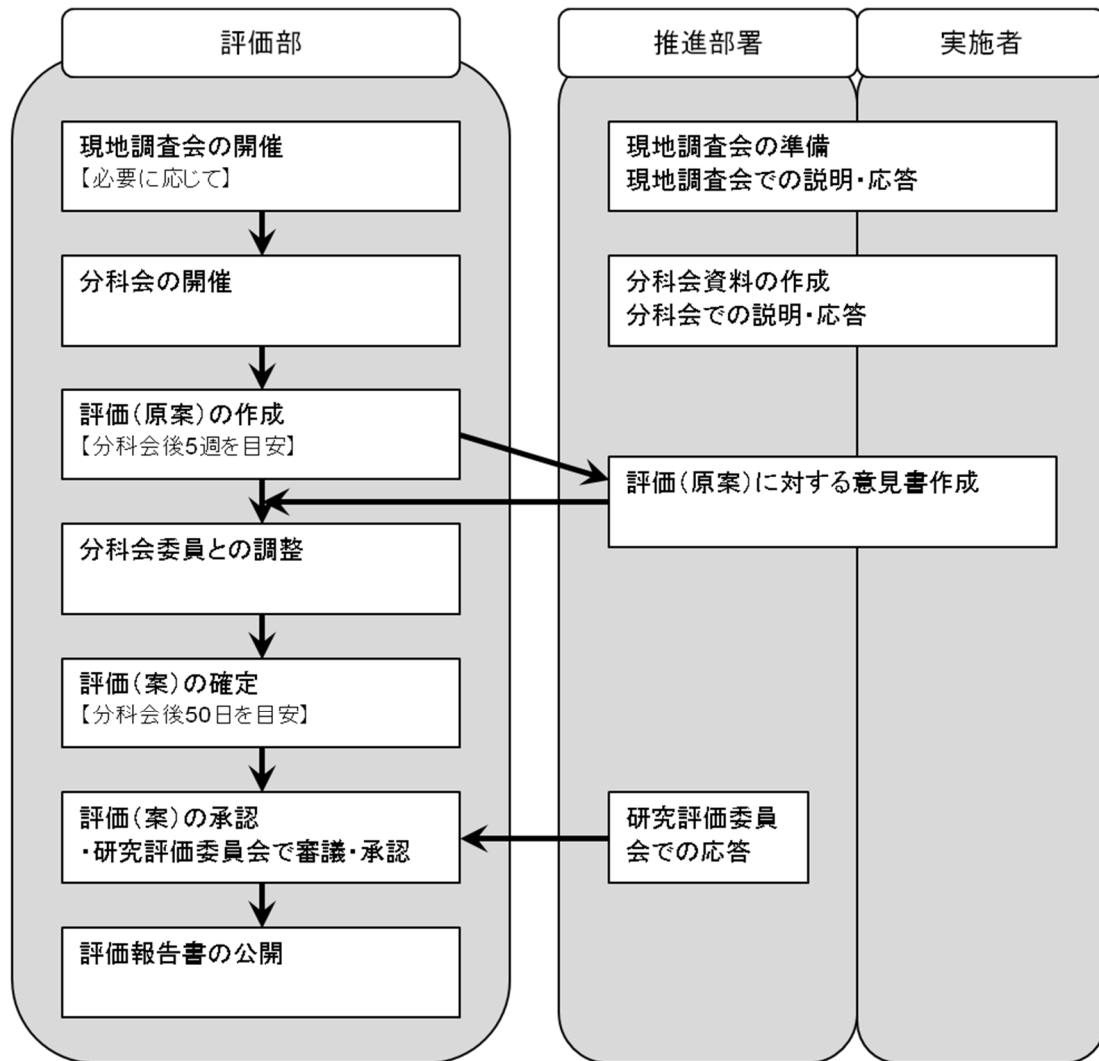 評価部
推進部署
実施者
現地調査会の開催
【必要に応じて】
現地調査会の準備
現地調査会での説明・応答
分科会の開催
分科会資料の作成
分科会での説明・応答
評価(原案)の作成
【分科会後5週を目安】
評価(原案)に対する意見書作成
分科会委員との調整
評価(案)の確定
【分科会後50日を目安】
評価(案)の承認
・研究評価委員会で審議・承認
研究評価委員
会での応答
評価報告書の公開